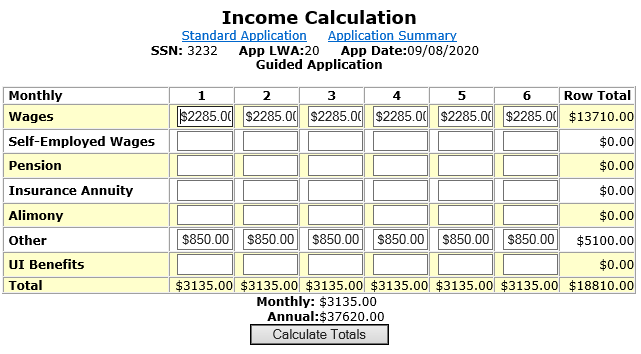 Income Calculation
Standard Application Application Summary
SSN: 3232 App LWA:20 App Date:09/08/2020
Guided Application
Monthly 1 2 3 4 5 6 Row Total
Wages $2285.00 $2285.00 $2285.00 $2285.00 $2285.00 $2285.00 $13710.00
Self-Employed Wages $0.00
Pension $0.00
Insurance Annuity $0.00
Alimony $0.00
Other $850.00 $850.00 $850.00 $850.00 $850.00 $850.00 $5100.00
UI Benefits $0.00
Total $3135.00 $3135.00 $3135.00 $3135.00 $3135.00 $3135.00 $18810.00
Monthly: $3135.00
Annual:$37620.00
Calculate Totals